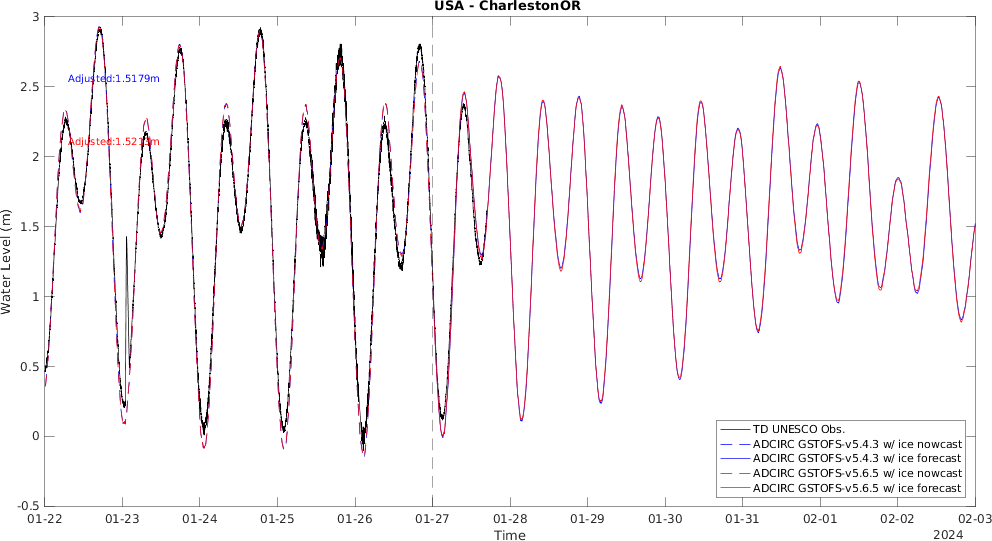 USA - CharlestonOR
3
2.5
2
1.5
1
0.5
0
-0.5
Water Level (m)
Adjusted:1.5179m
01-22
01-23
01-24
01-25
01-26
01-27
01-28
01-29
01-30
01-31
02-01
02-02
02-03
Time
2024
TD UNESCO Obs.
ADCIRC GSTOFS-v5.4.3 w/ ice nowcast
ADCIRC GSTOFS-v5.4.3 w/ ice forecast
ADCIRC GSTOFS-v5.6.5 w/ ice nowcast
ADCIRC GSTOFS-v5.6.5 w/ ice forecast